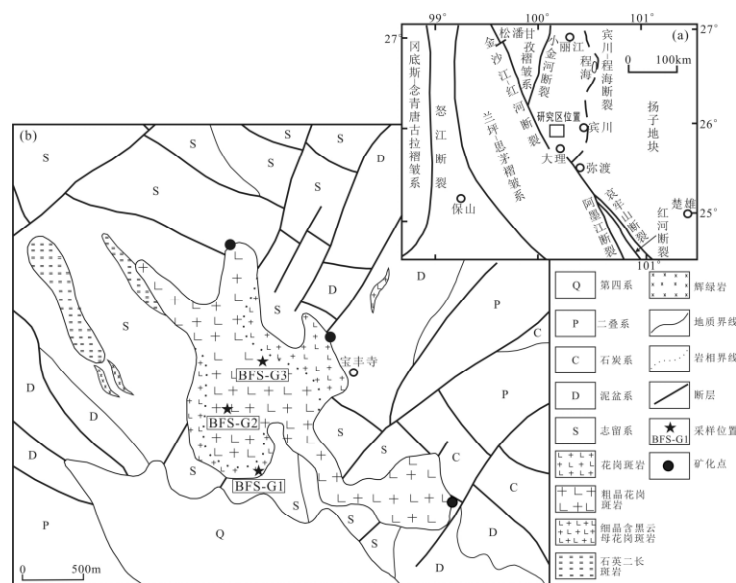 (a)
99°
100°
101°
27°
26°
25°
0 100km
冈底斯-念青唐古拉褶皱系
怒江断裂
兰坪-思茅褶皱系
金沙江-红河断裂
松潘甘孜褶皱系
小金河断裂
丽江
程海
宾川-程海断裂
扬子地块
研究区位置
宾川
大理
弥渡
保山
楚雄
阿墨江断裂
哀牢山断裂
红河断裂
101°
27°
26°
25°
(b)
S
S
S
S
D
S
S
S
S
S
D
D
D
D
S
宝丰寺
BFS-G3
BFS-G2
BFS-G1
D
D
D
D
S
S
P
Q
S
S
S
S
S
D
D
P
P
C
C
C
D
D
0 500m
Q 第四系
P 二叠系
C 石炭系
D 泥盆系
S 志留系
花岗斑岩
粗晶花岗
斑岩
细晶含黑云
母花岗斑岩
石英二长
斑岩
辉绿岩
地质界线
岩相界线
断层
BFS-G1 采样位置
矿化点